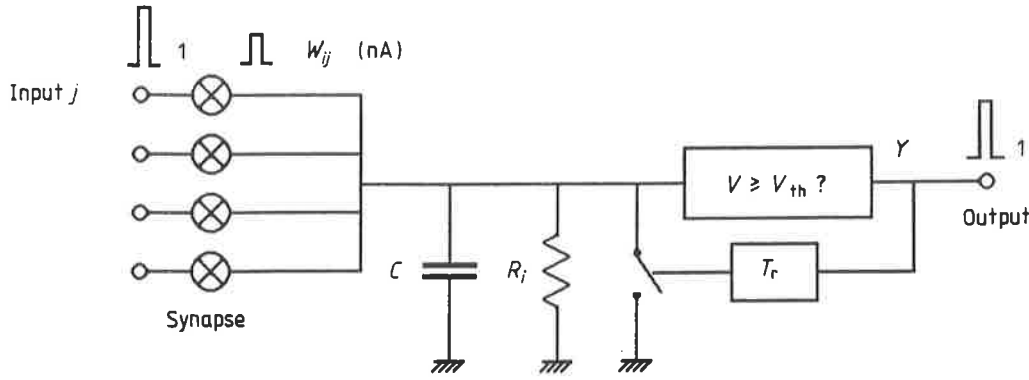 1
W_ij (nA)
Input j
Y
1
V ≥ V_th ?
Output
C
R_i
T_r
Synapse